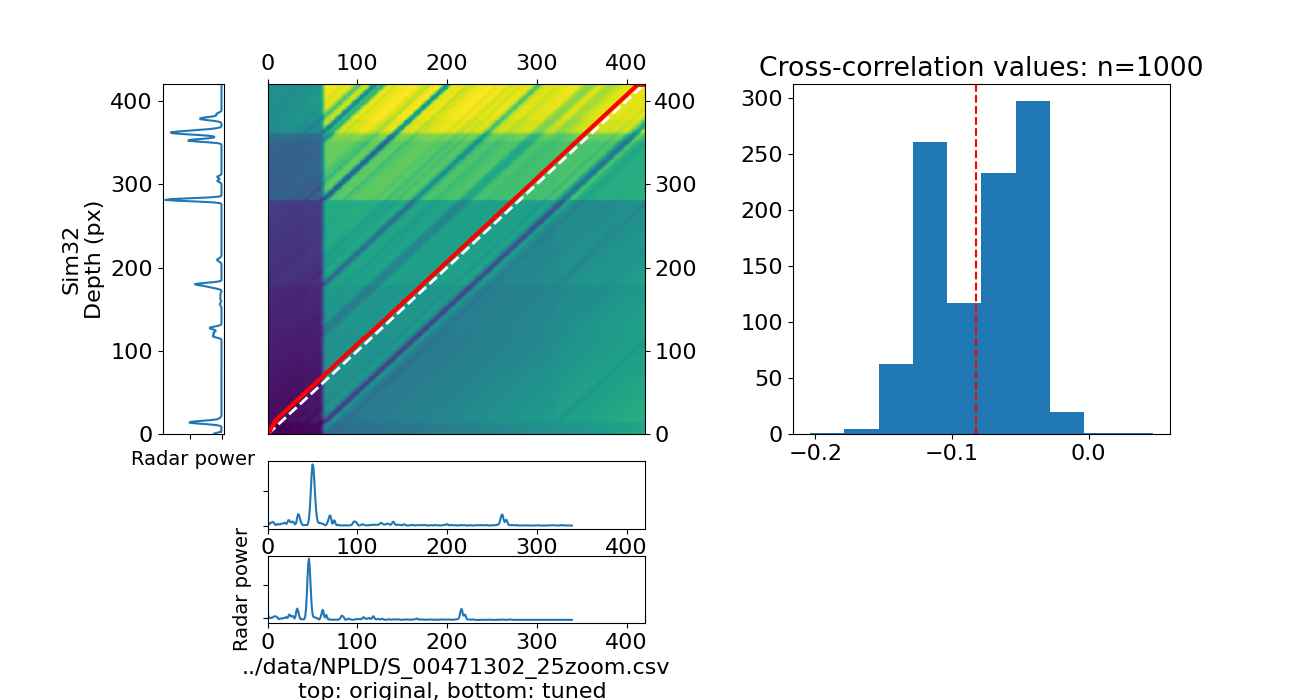 0 100 200 300 400
Cross-correlation values: n=1000
400
300
200
100
0
Sim32
Depth (px)
Radar power
400
300
200
100
0
300
250
200
150
100
50
0
−0.2 −0.1 0.0
0 100 200 300 400
Radar power
0 100 200 300 400
../data/NPLD/S_00471302_25zoom.csv
top: original, bottom: tuned